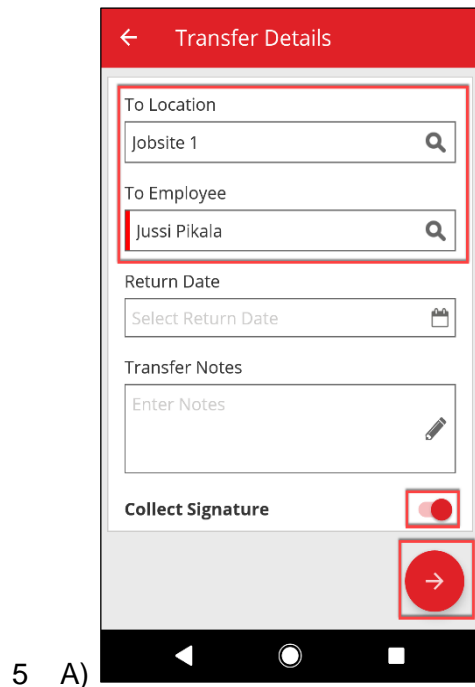 Transfer Details
To Location
Jobsite 1
To Employee
Jussi Pikala
Return Date
Select Return Date
Transfer Notes
Enter Notes
Collect Signature
5 A)